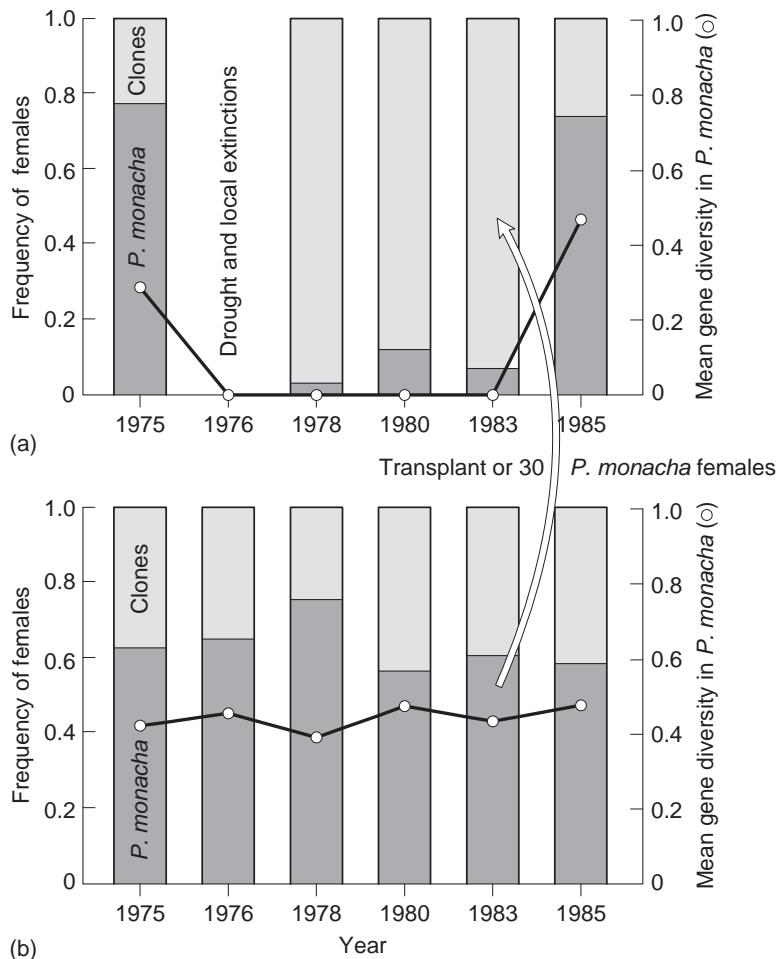 1.0
0.8
0.6
0.4
0.2
0
Frequency of females
Clones
P. monacha
Drought and local extinctions
1.0
0.8
0.6
0.4
0.2
0
Mean gene diversity in P. monacha (○)
1975 1976 1978 1980 1983 1985
(a)
Transplant or 30 P. monacha females
1.0
0.8
0.6
0.4
0.2
0
Frequency of females
Clones
P. monacha
1.0
0.8
0.6
0.4
0.2
0
Mean gene diversity in P. monacha (○)
1975 1976 1978 1980 1983 1985
(b)
Year